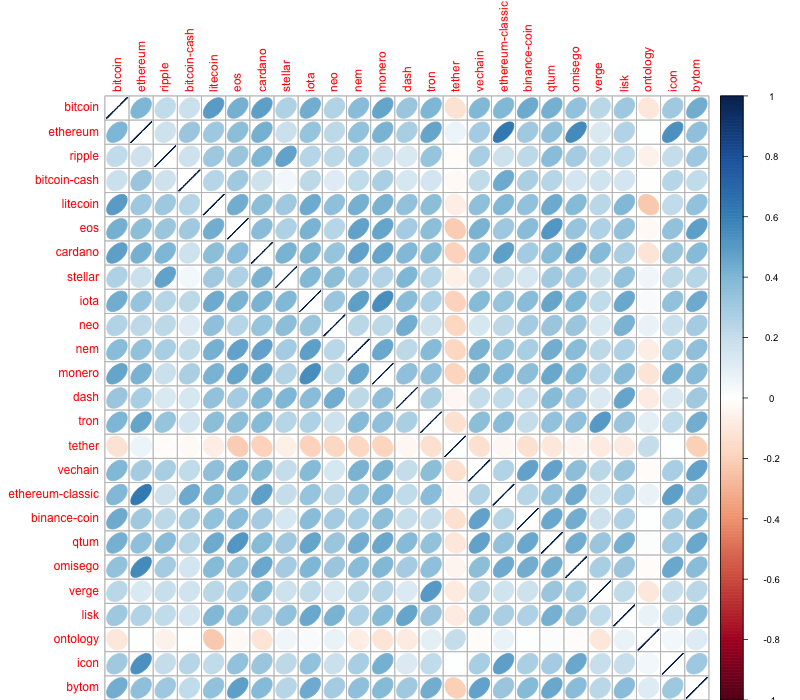 bitcoin
ethereum
ripple
bitcoin-cash
litecoin
eos
cardano
stellar
iota
neo
nem
monero
dash
tron
tether
vechain
ethereum-classic
binance-coin
qtum
omisego
verge
lisk
ontology
icon
bytom
bitcoin
ethereum
ripple
bitcoin-cash
litecoin
eos
cardano
stellar
iota
neo
nem
monero
dash
tron
tether
vechain
ethereum-classic
binance-coin
qtum
omisego
verge
lisk
ontology
icon
bytom
1
0.8
0.6
0.4
0.2
0
-0.2
-0.4
-0.6
-0.8
-1